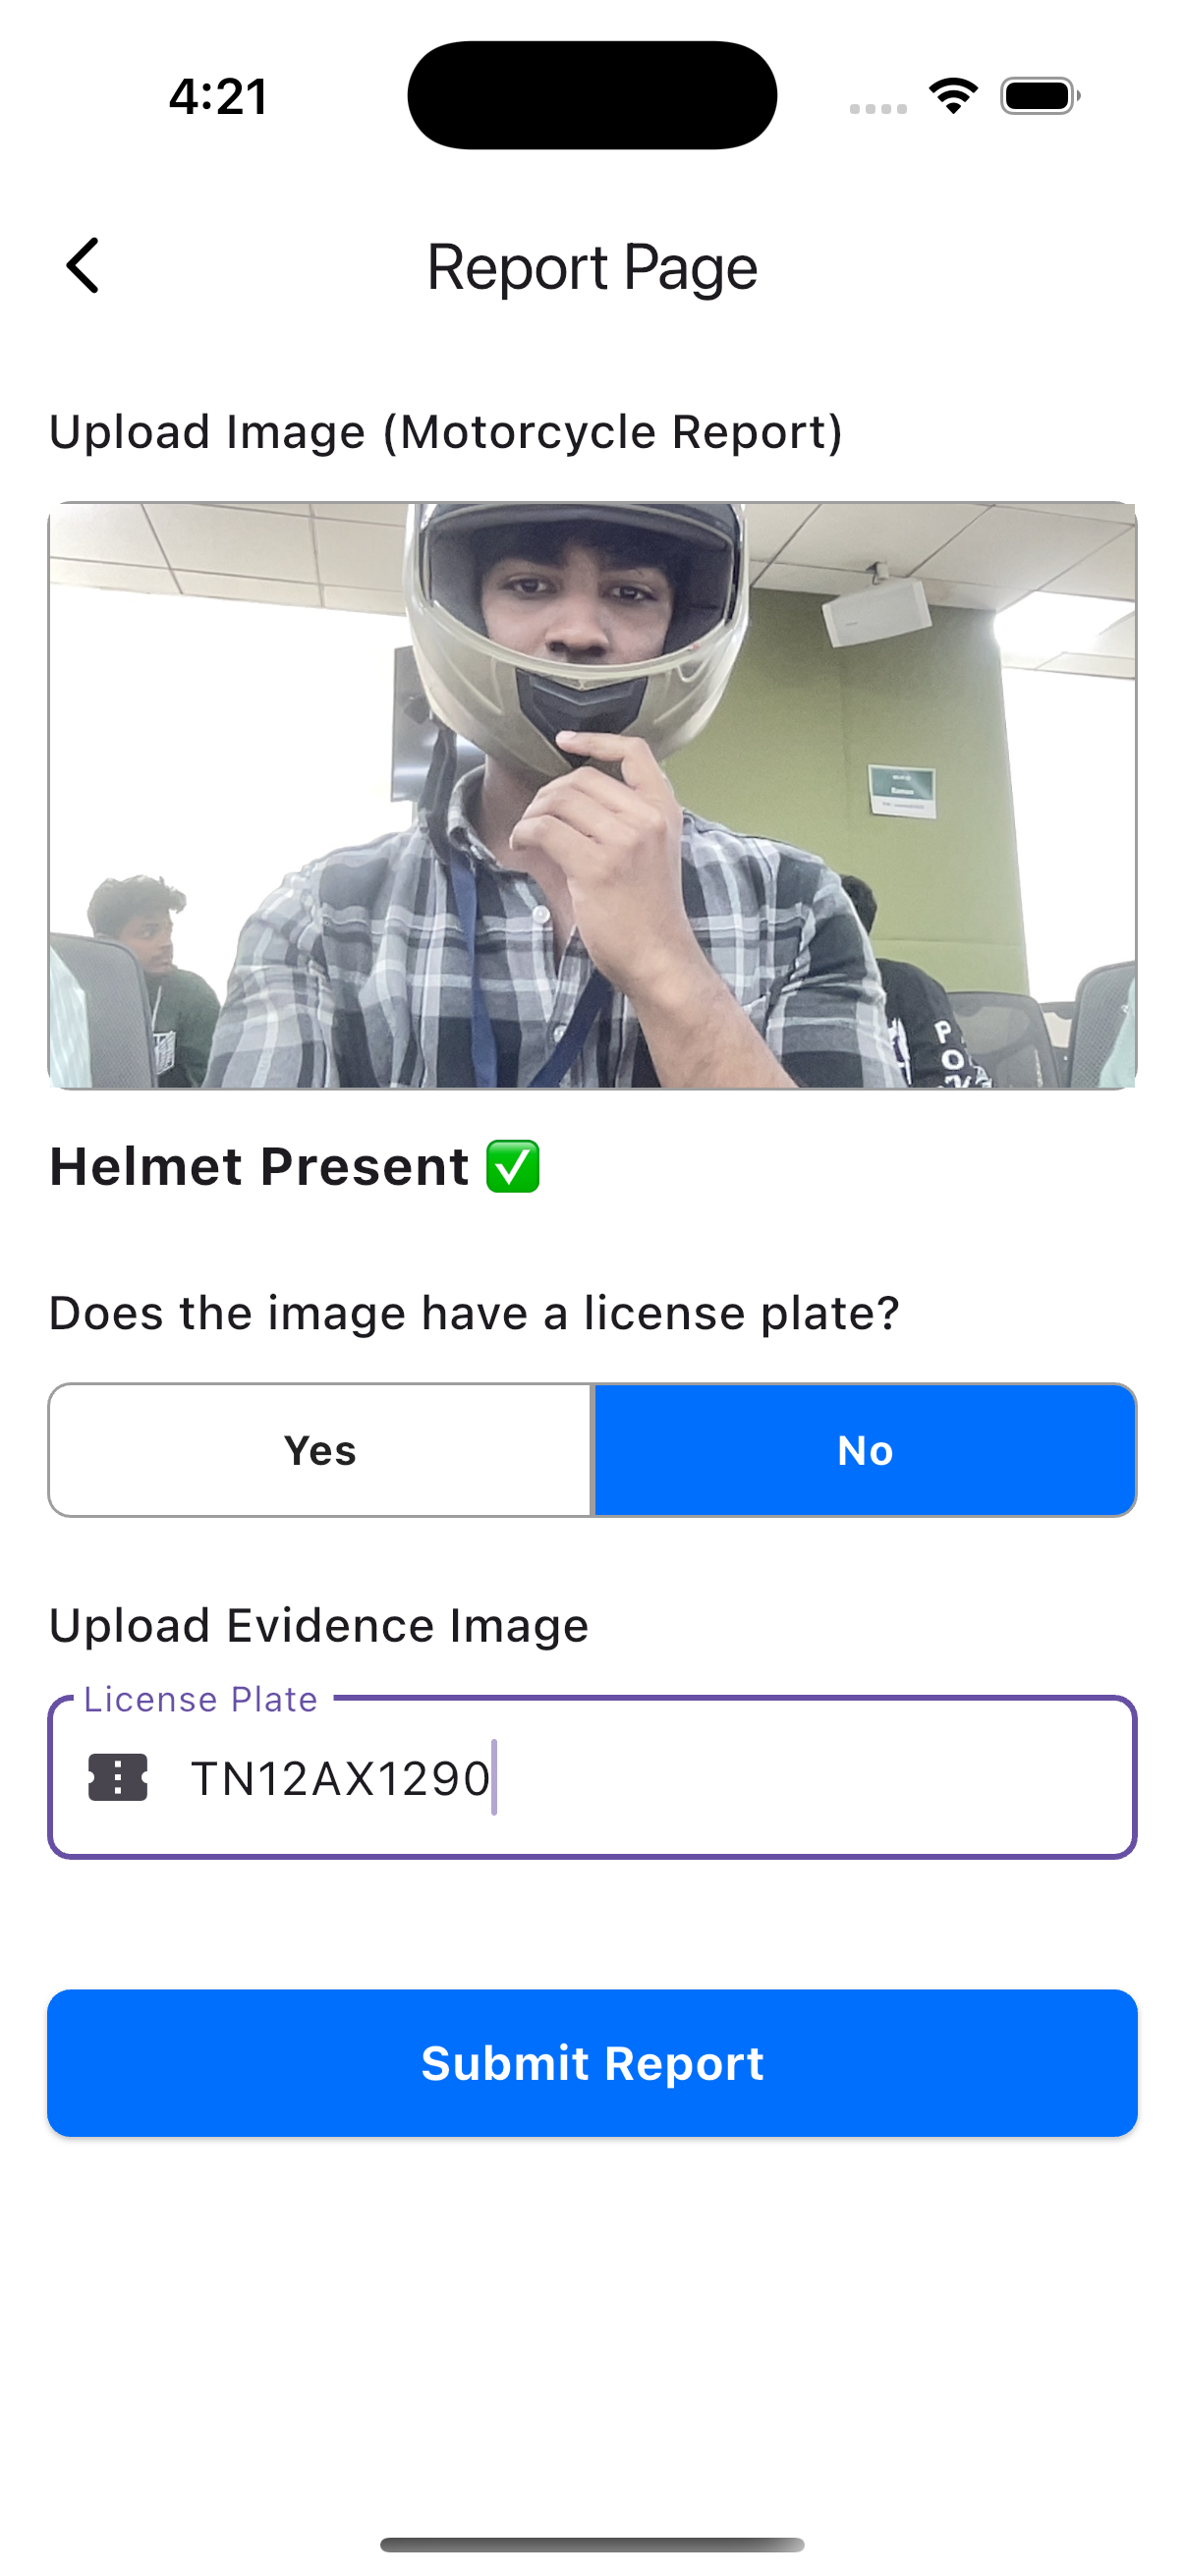 4:21
Report Page
Upload Image (Motorcycle Report)
P
O
Helmet Present ✅
Does the image have a license plate?
Yes
No
Upload Evidence Image
License Plate
TN12AX1290
Submit Report